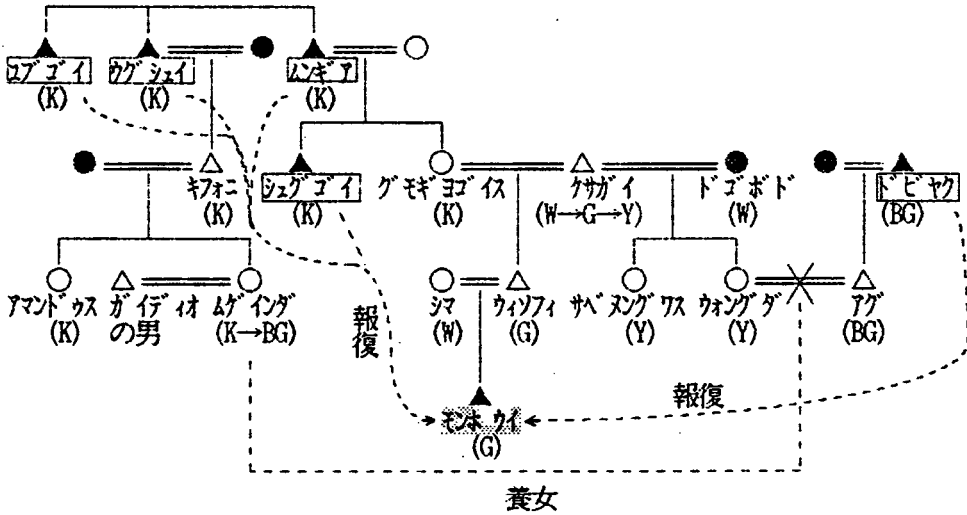 ユブゴイ ウグシェイ ムンギア
(K) (K) (K)
キフォニ シュグゴイ グモギヨゴイス クサガイ ドゴボド ドビヤク
(K) (K) (K) (W→G→Y) (W) (BG)
アマンドゥス ガイディオ ムゲインダ シマ ウィソフィ サベヌングワス ウォングダ アグ
(K) の男 (K→BG) (W) (G) (Y) (Y) (BG)
報復
報復
モンホウイ
(G)
養女